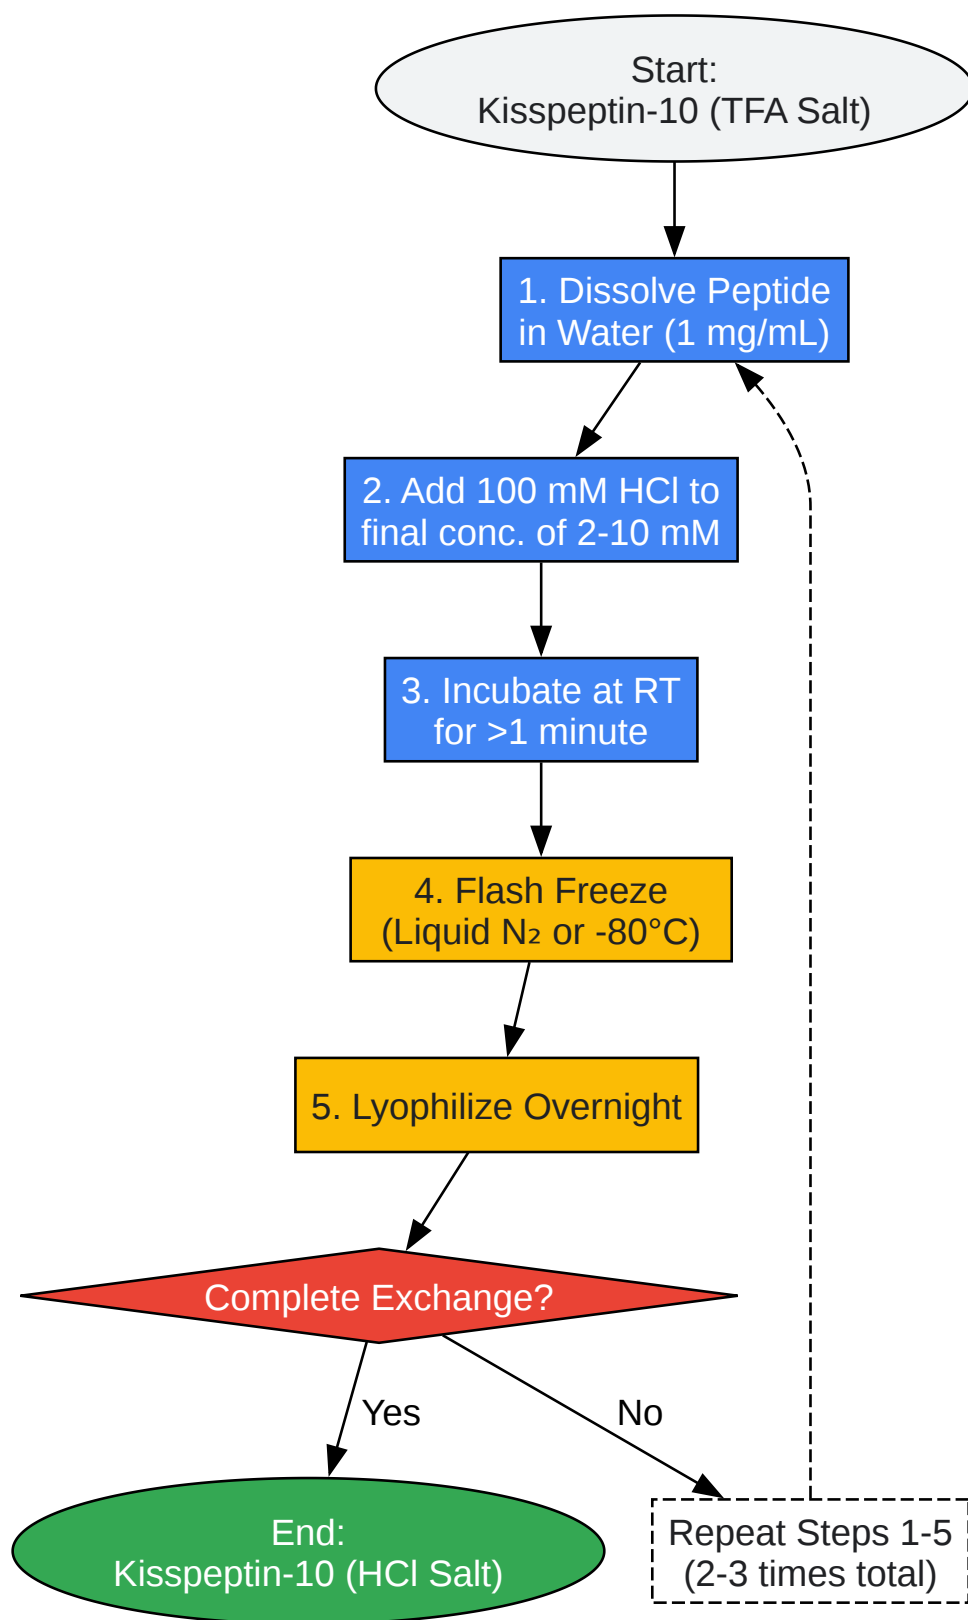 Start:
Kisspeptin-10 (TFA Salt)
1. Dissolve Peptide
in Water (1 mg/mL)
2. Add 100 mM HCl to
final conc. of 2-10 mM
3. Incubate at RT
for >1 minute
4. Flash Freeze
(Liquid N₂ or -80°C)
5. Lyophilize Overnight
Complete Exchange?
Yes
No
End:
Kisspeptin-10 (HCl Salt)
Repeat Steps 1-5
(2-3 times total)